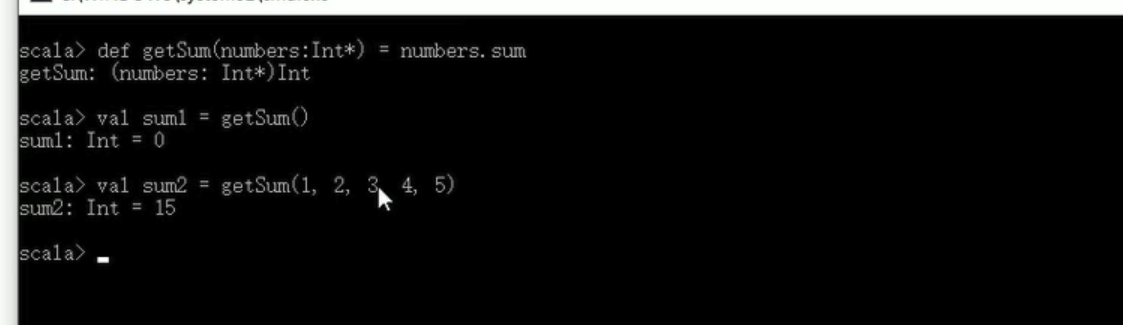 scala> def getSum(numbers:Int*) = numbers.sum
getSum: (numbers: Int*)Int
scala> val sum1 = getSum()
sum1: Int = 0
scala> val sum2 = getSum(1, 2, 3, 4, 5)
sum2: Int = 15
scala>